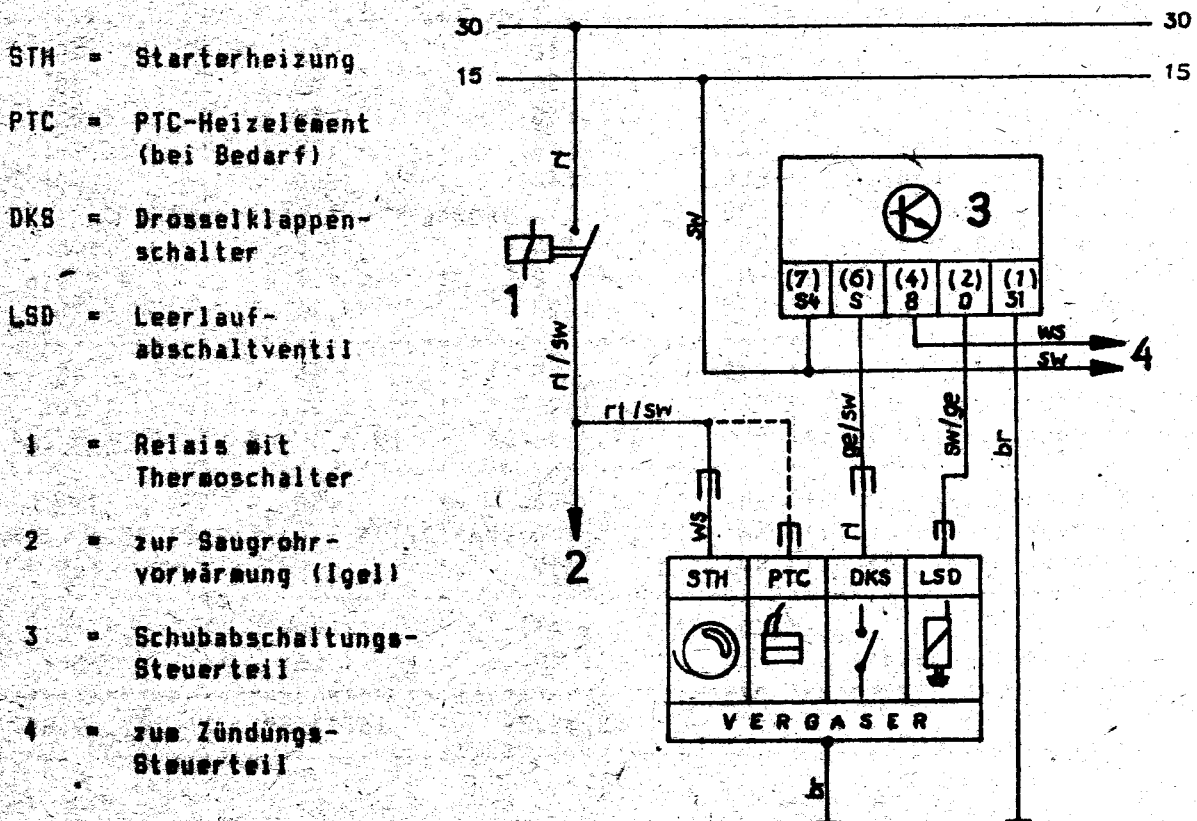 STH = Starterheizung
PTC = PTC-Heizelement
(bei Bedarf)
DKS = Drosselklappen-
schalter
LSD = Leerlauf-
abschaltventil
1 = Relais mit
Thermoschalter
2 = zur Saugrohr-
vorwärmung (Igel)
3 = Schubabschaltungs-
Steuerteil
4 = zum Zündungs-
Steuerteil
30 30
15 15
rt
sw
3
1
(7) (6) (4) (2) (1)
S4 S 8 D 31
ws
sw
4
rt/sw
rt/sw
ge/sw
sw/ge
br
ws
rt
2
STH PTC DKS LSD
VERGASER
br